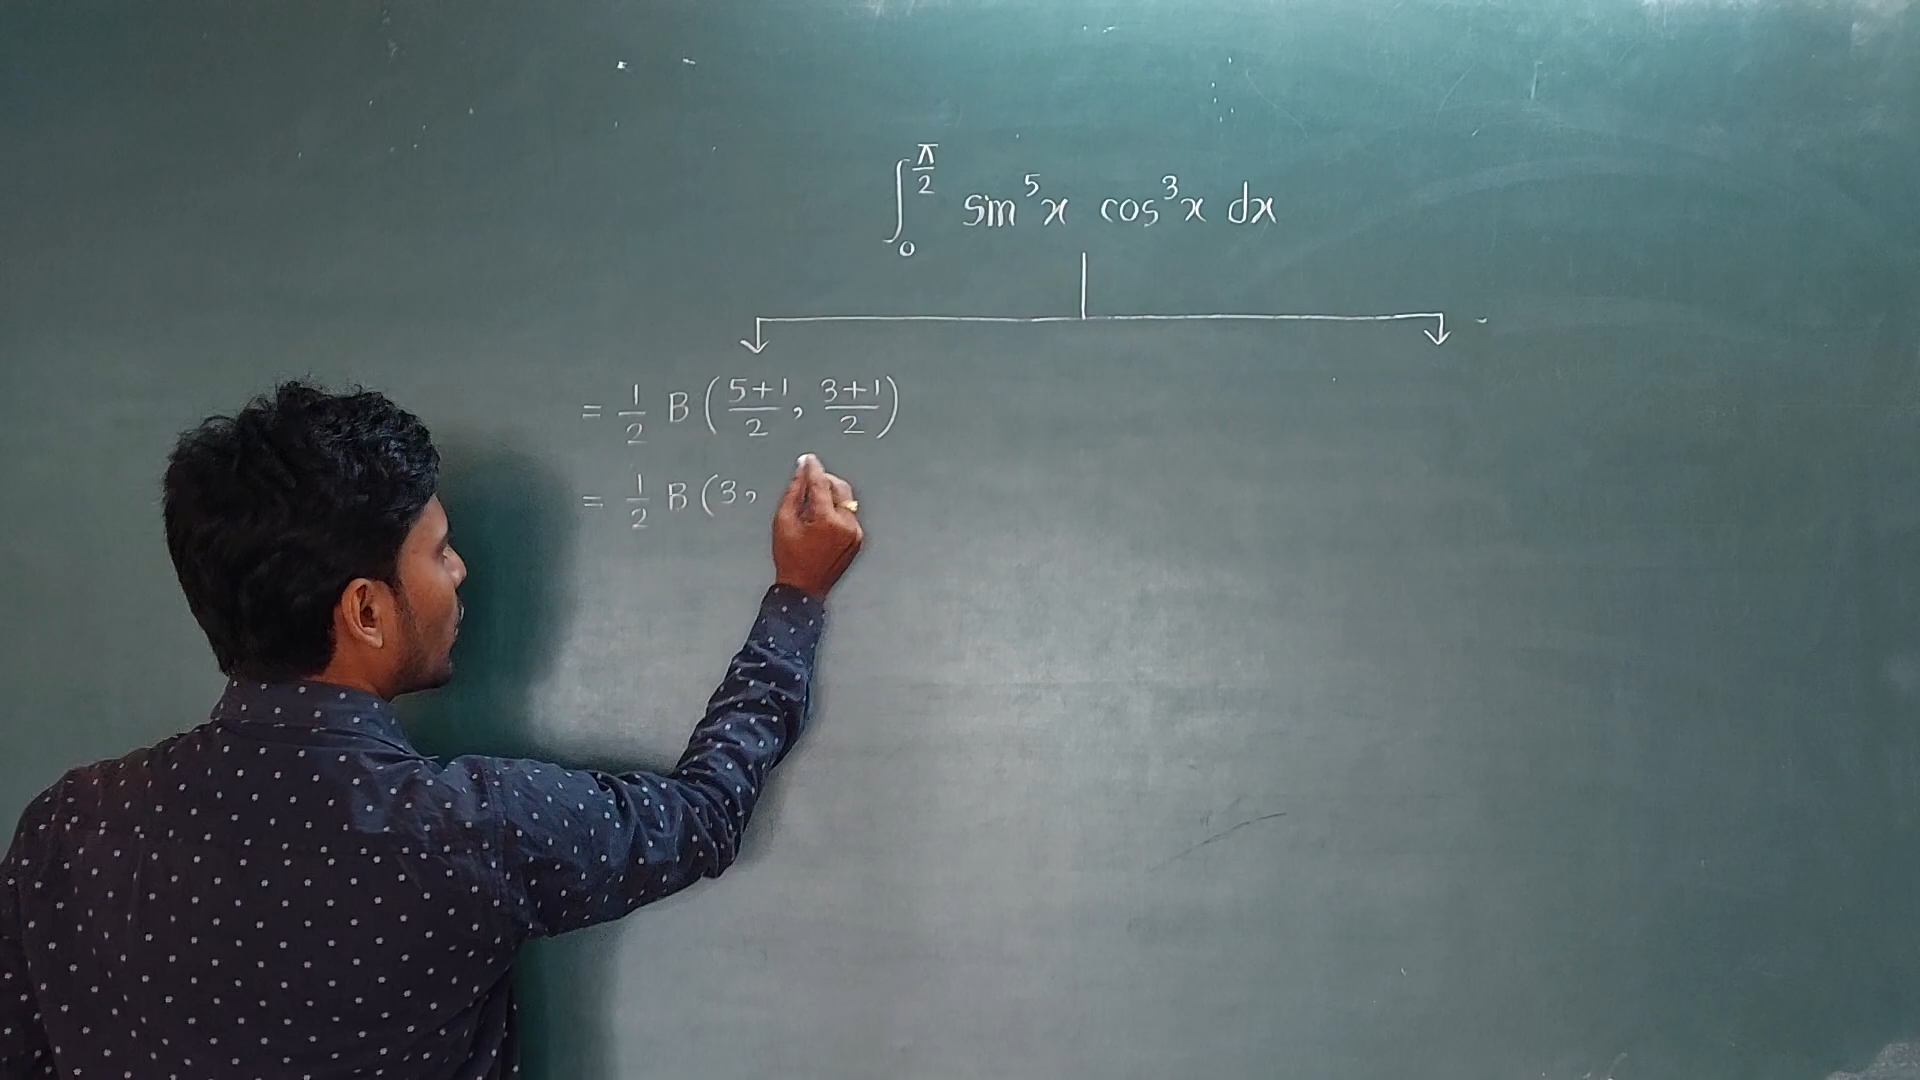 ∫₀^(π/2) sin⁵x cos³x dx
= 1/2 B((5+1)/2, (3+1)/2)
= 1/2 B(3,